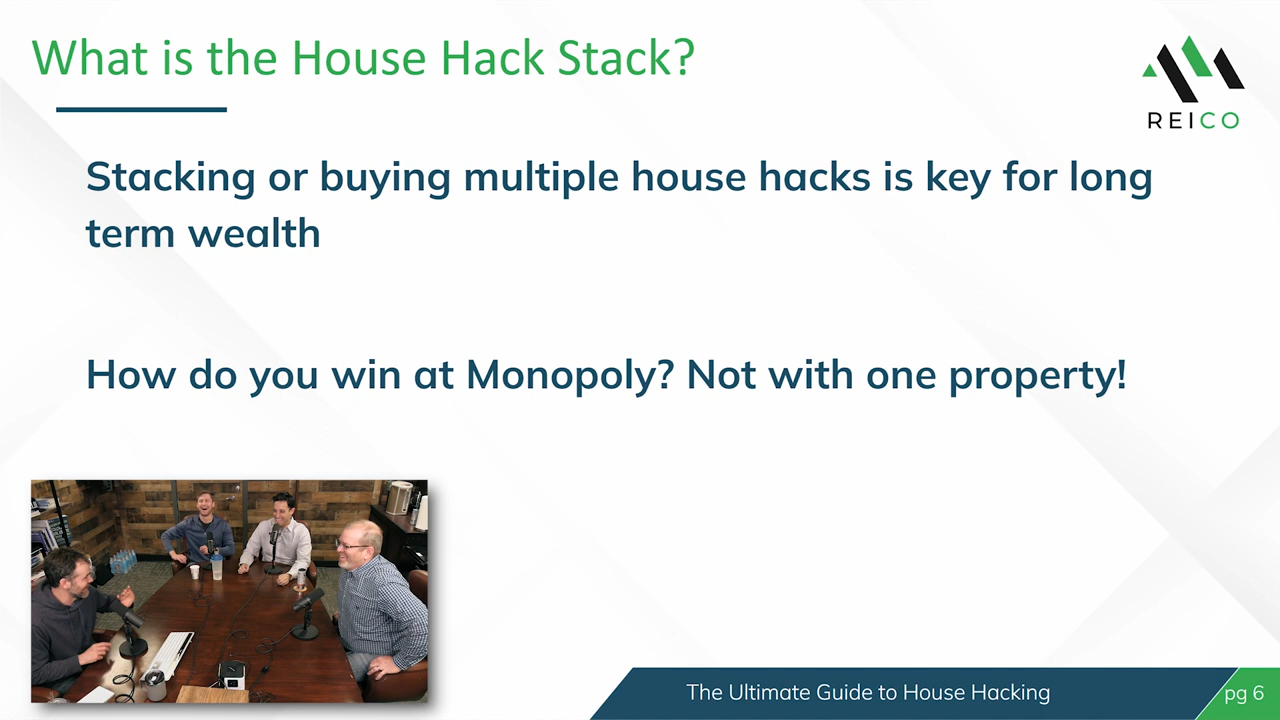 What is the House Hack Stack?
REICO
Stacking or buying multiple house hacks is key for long
term wealth
How do you win at Monopoly? Not with one property!
The Ultimate Guide to House Hacking
pg 6